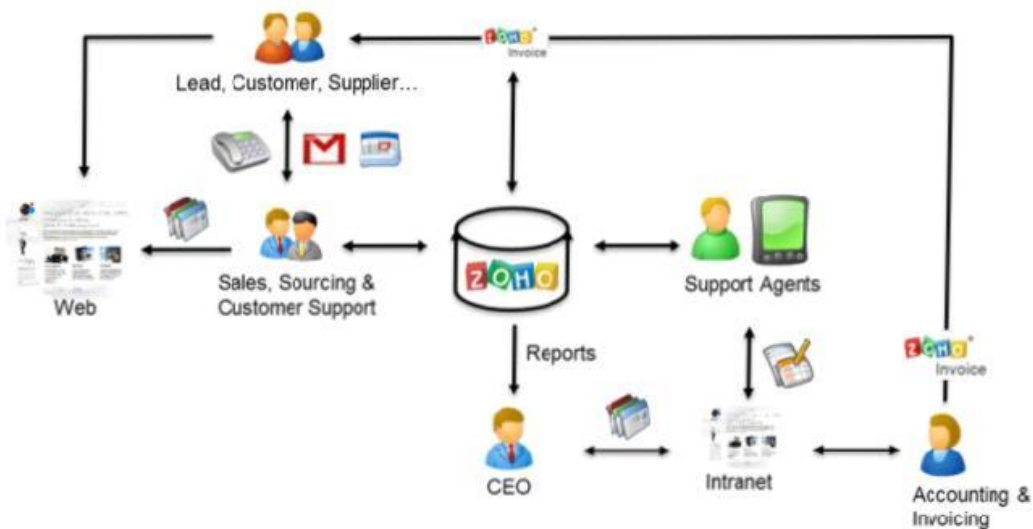 ZOHO
Invoice
Lead, Customer, Supplier...
Web
Sales, Sourcing &
Customer Support
ZOHO
Support Agents
Reports
ZOHO
Invoice
CEO
Intranet
Accounting &
Invoicing